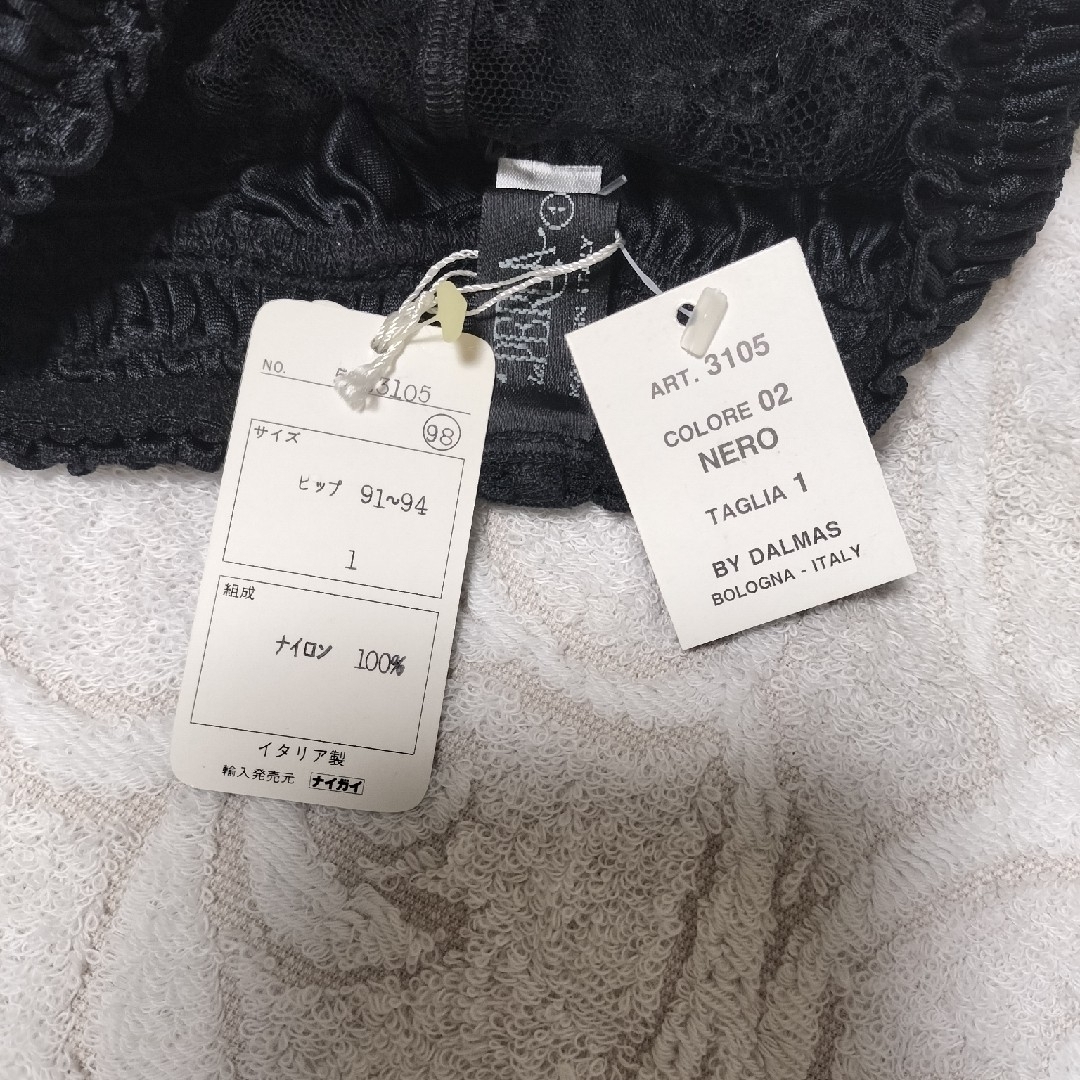 NO. 3105
98
サイズ
ヒップ 91~94
1
組成
ナイロン 100%
イタリア製
輸入発売元 ナイガイ
ART. 3105
COLORE 02
NERO
TAGLIA 1
BY DALMAS
BOLOGNA - ITALY
ITALY